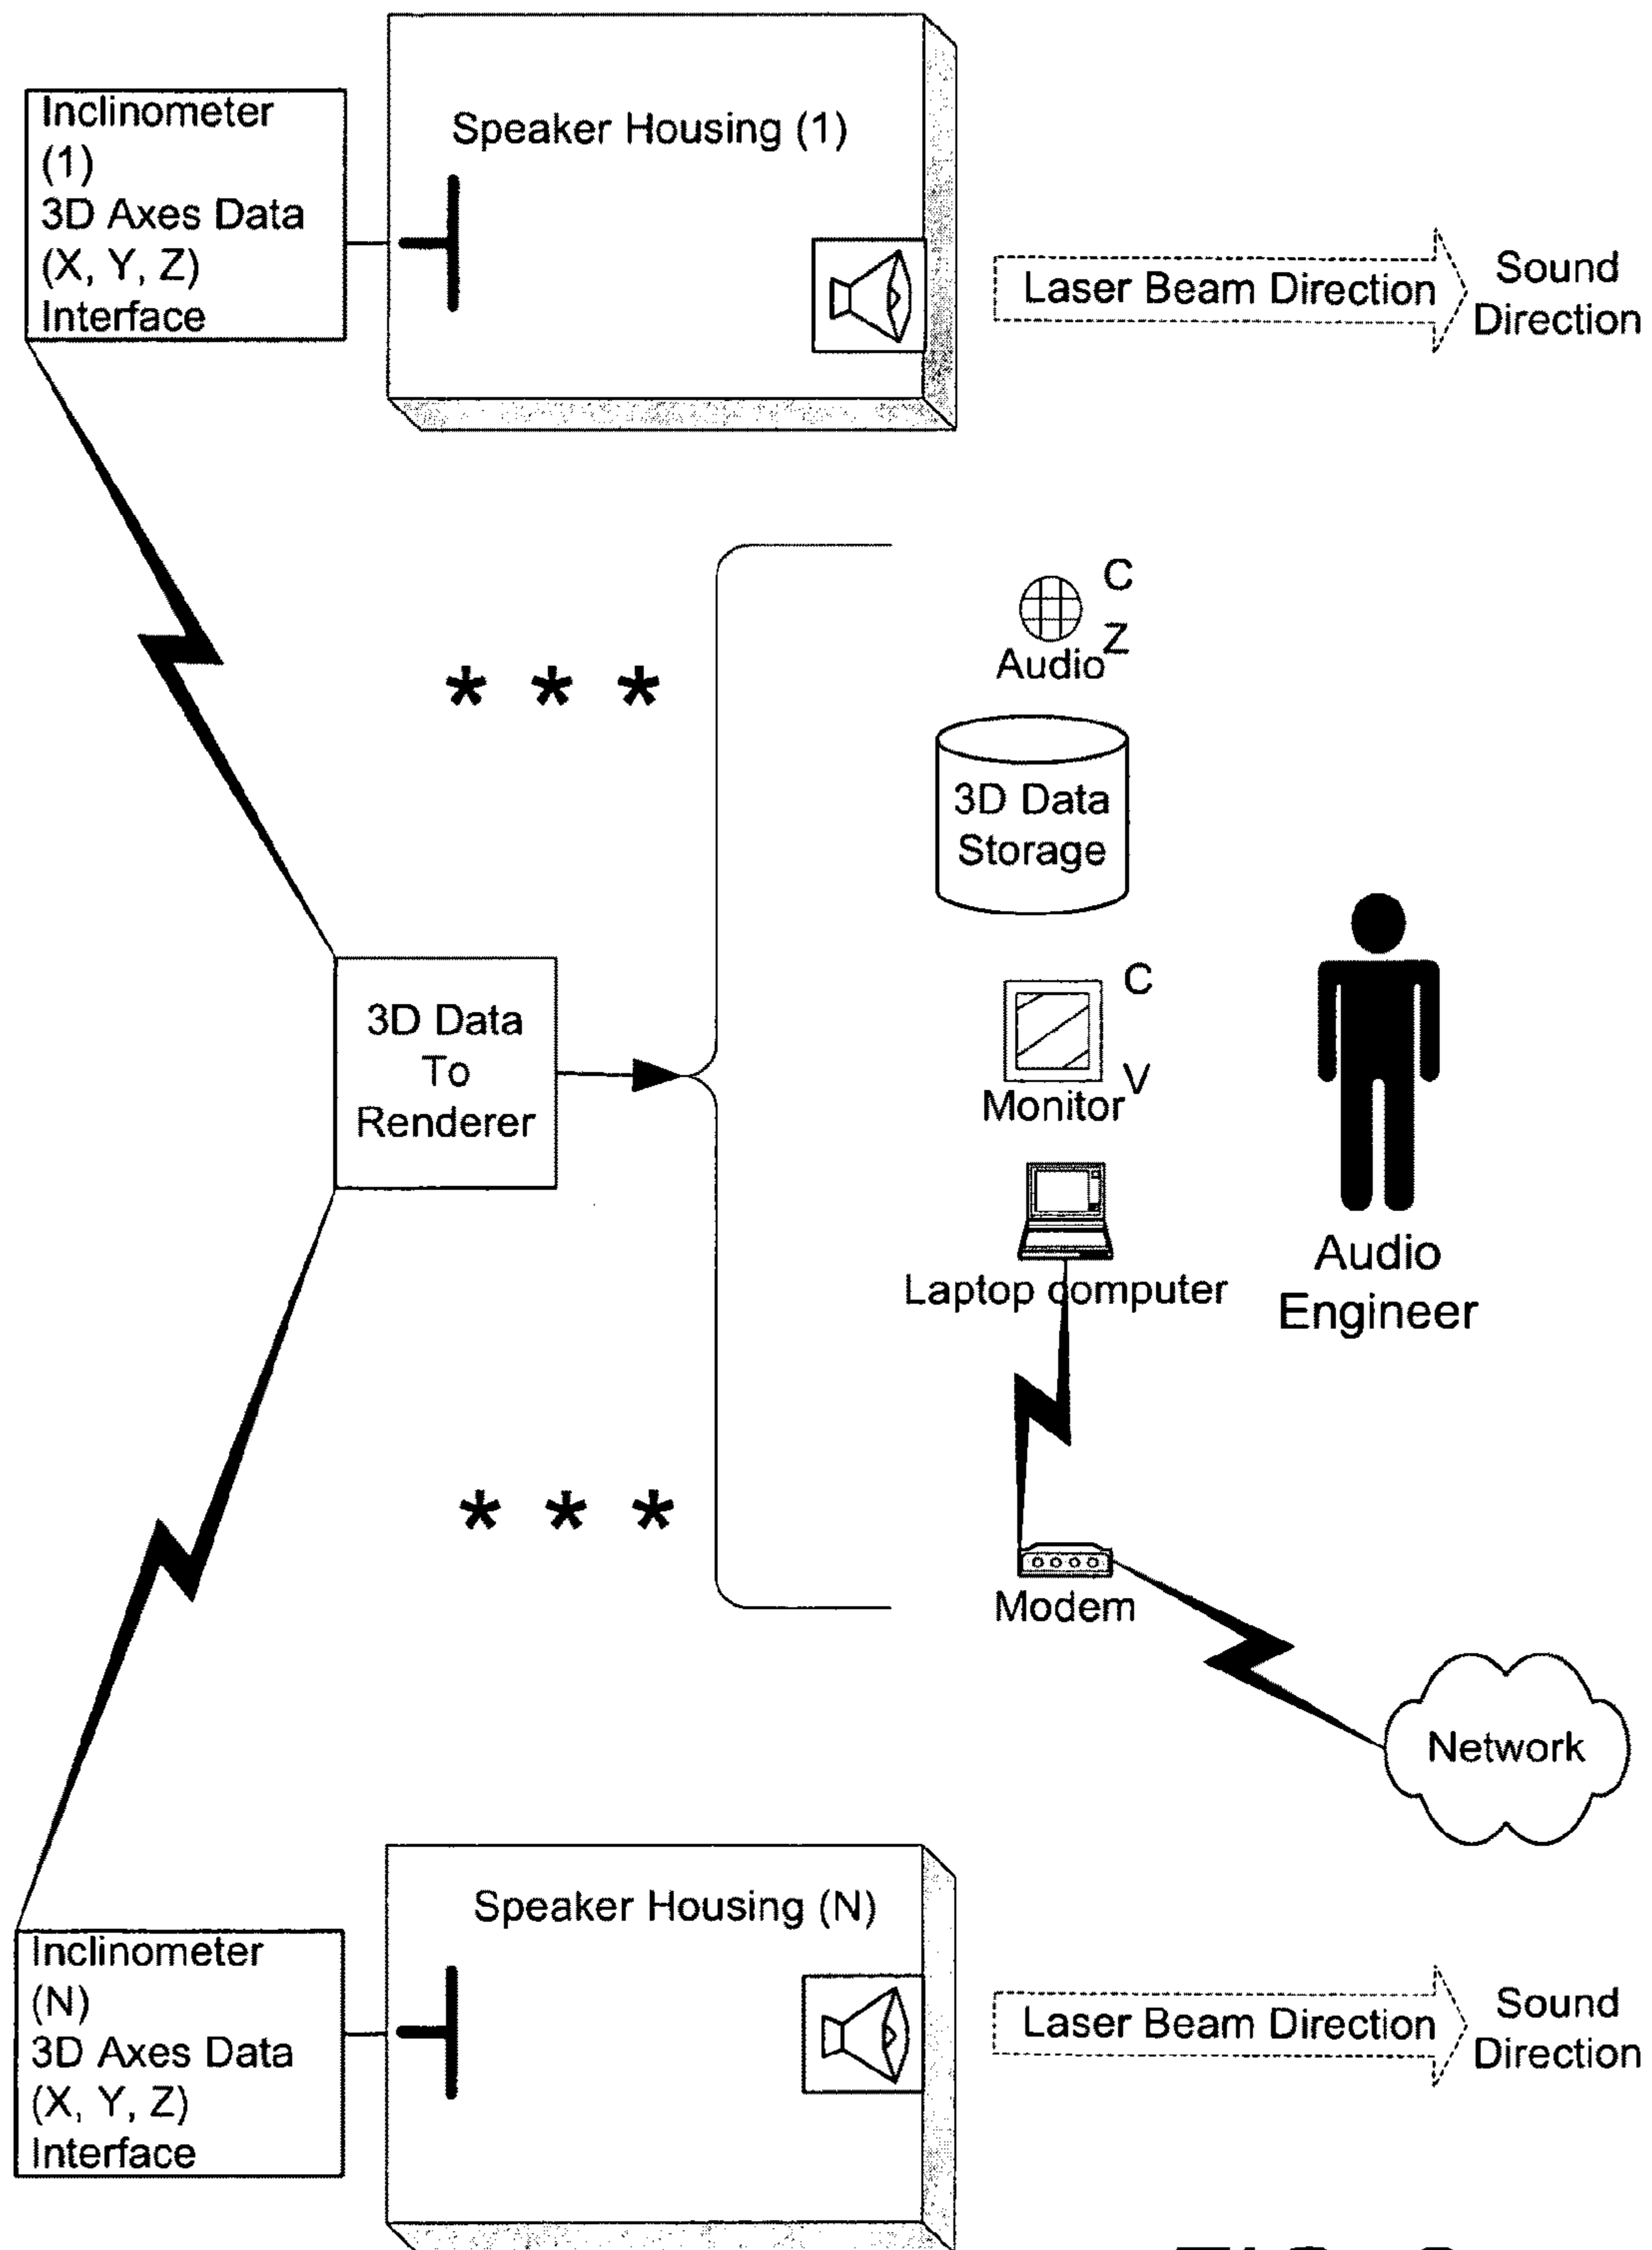 Speaker Housing (1)
Inclinometer
(1)
3D Axes Data
(X, Y, Z)
Interface
Laser Beam Direction
Sound
Direction
* * *
C
Z
Audio
3D Data
Storage
3D Data
To
Renderer
C
V
Monitor
Laptop computer
Audio
Engineer
* * *
Modem
Network
Speaker Housing (N)
Inclinometer
(N)
3D Axes Data
(X, Y, Z)
Interface
Laser Beam Direction
Sound
Direction